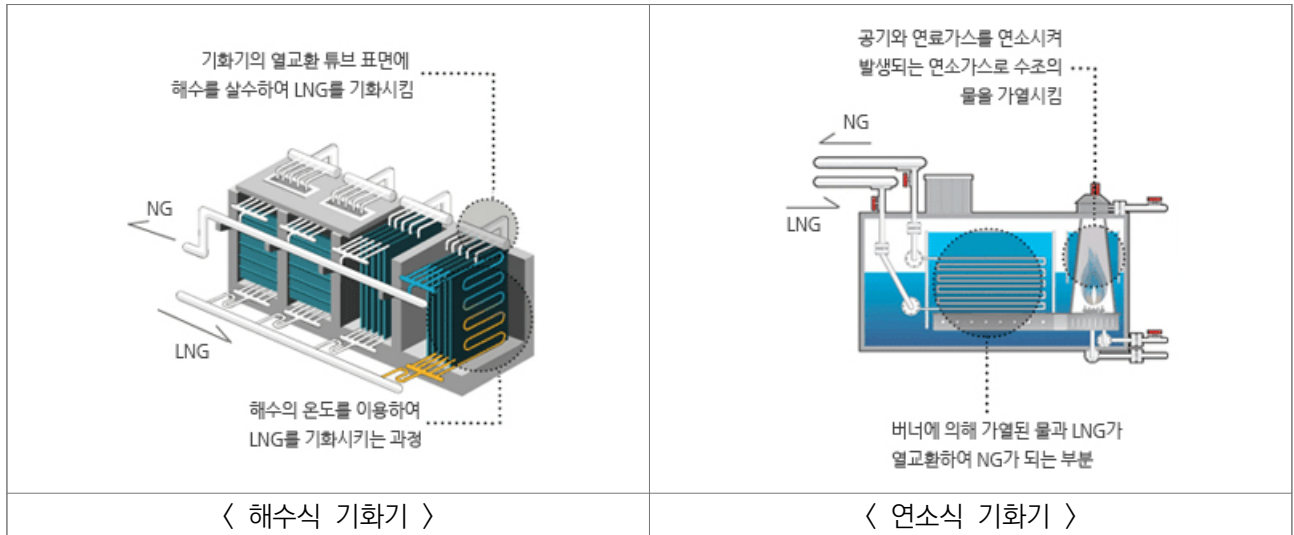 기화기의 열교환 튜브 표면에
해수를 살수하여 LNG를 기화시킴
NG
LNG
해수의 온도를 이용하여
LNG를 기화시키는 과정
〈 해수식 기화기 〉
공기와 연료가스를 연소시켜
발생되는 연소가스로 수조의
물을 가열시킴
NG
LNG
버너에 의해 가열된 물과 LNG가
열교환하여 NG가 되는 부분
〈 연소식 기화기 〉